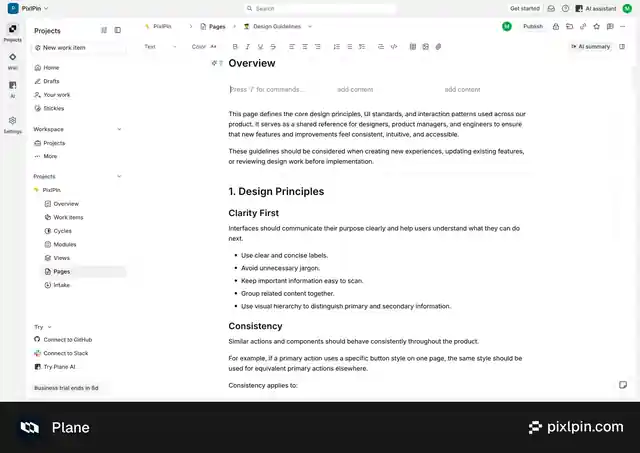 PixlPin
Search
Get started
AI assistant
M
Projects
Wiki
AI
Settings
Projects
New work item
Home
Drafts
Your work
Stickies
Workspace
Projects
More
Projects
PixlPin
Overview
Work items
Cycles
Modules
Views
Pages
Intake
Try
Connect to GitHub
Connect to Slack
Try Plane AI
Business trial ends in 8d
PixlPin > Pages > Design Guidelines
M
Publish
Text
Color Aa
B I U S
AI summary
Overview
Press '/' for commands... add content add content
This page defines the core design principles, UI standards, and interaction patterns used across our
product. It serves as a shared reference for designers, product managers, and engineers to ensure
that new features and improvements feel consistent, intuitive, and accessible.
These guidelines should be considered when creating new experiences, updating existing features,
or reviewing design work before implementation.
1. Design Principles
Clarity First
Interfaces should communicate their purpose clearly and help users understand what they can do
next.
• Use clear and concise labels.
• Avoid unnecessary jargon.
• Keep important information easy to scan.
• Group related content together.
• Use visual hierarchy to distinguish primary and secondary information.
Consistency
Similar actions and components should behave consistently throughout the product.
For example, if a primary action uses a specific button style on one page, the same style should be
used for equivalent primary actions elsewhere.
Consistency applies to:
Plane
pixlpin.com